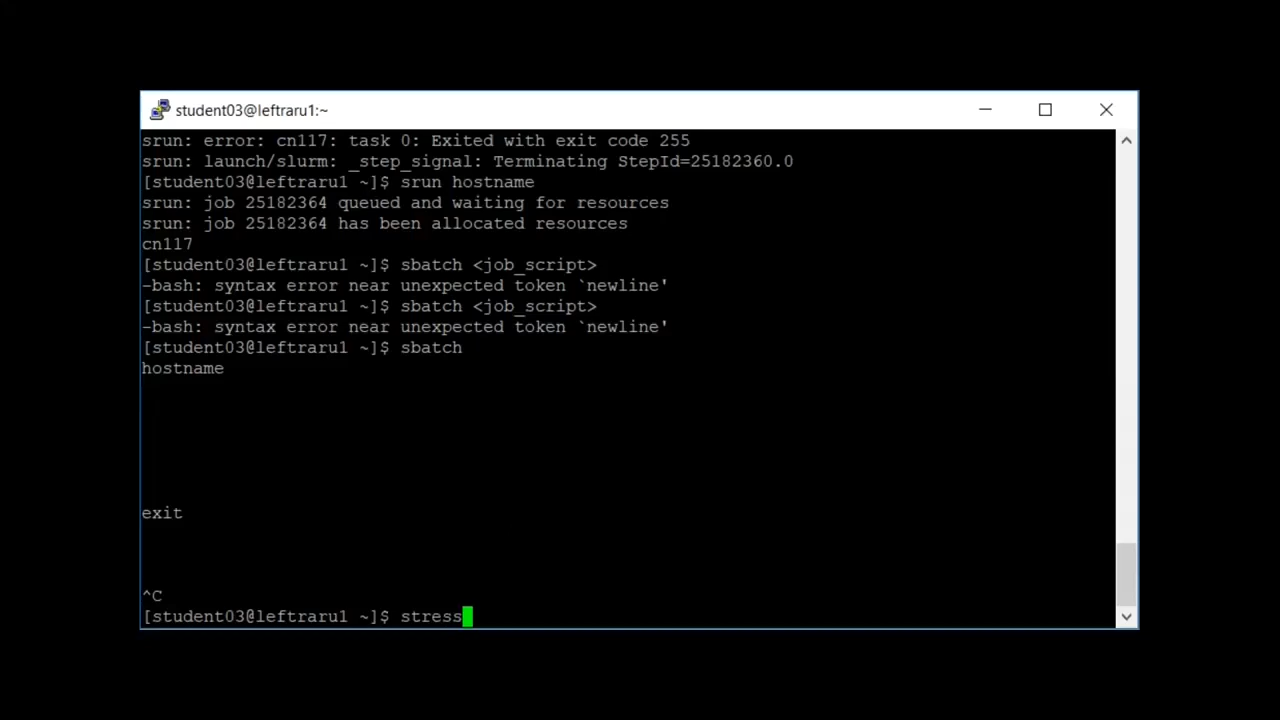 student03@leftraru1:~
srun: error: cn117: task 0: Exited with exit code 255
srun: launch/slurm: _step_signal: Terminating StepId=25182360.0
[student03@leftraru1 ~]$ srun hostname
srun: job 25182364 queued and waiting for resources
srun: job 25182364 has been allocated resources
cn117
[student03@leftraru1 ~]$ sbatch <job_script>
-bash: syntax error near unexpected token `newline'
[student03@leftraru1 ~]$ sbatch <job_script>
-bash: syntax error near unexpected token `newline'
[student03@leftraru1 ~]$ sbatch
hostname
exit
^C
[student03@leftraru1 ~]$ stress